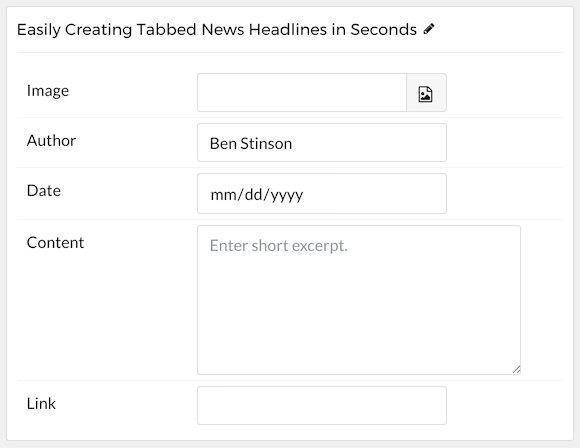 Easily Creating Tabbed News Headlines in Seconds
Image
Author Ben Stinson
Date mm/dd/yyyy
Content Enter short excerpt.
Link